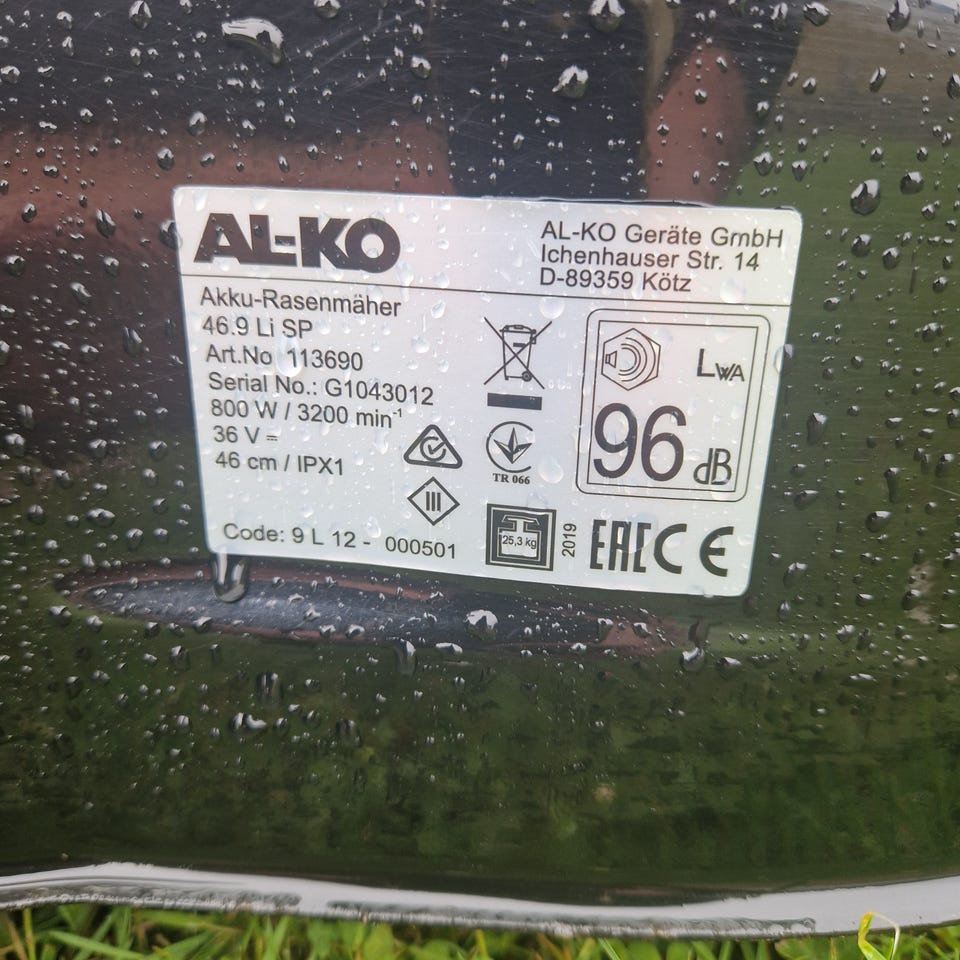 AL-KO
AL-KO Geräte GmbH
Ichenhauser Str. 14
D-89359 Kötz
Akku-Rasenmäher
46.9 Li SP
Art.No 113690
Serial No.: G1043012
800 W / 3200 min⁻¹
36 V ⎓
46 cm / IPX1
Code: 9 L 12 - 000501
TR 066
III
25,3 kg
2019
LWA
96 dB
EAC CE